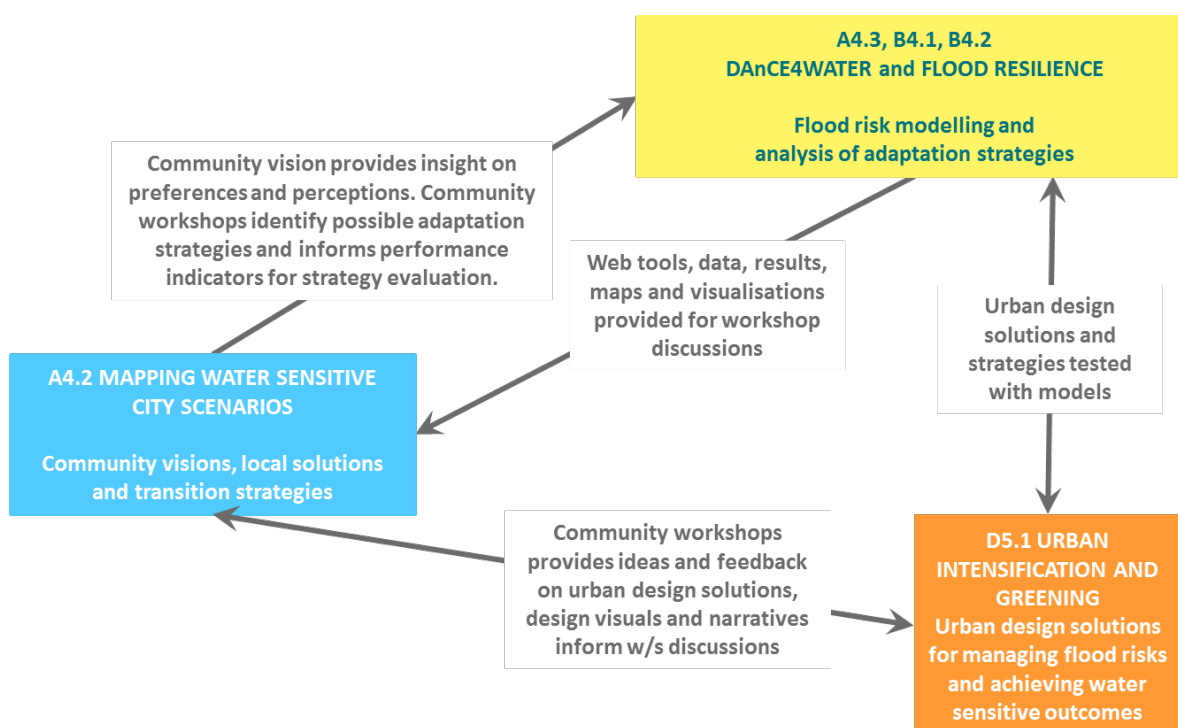 A4.3, B4.1, B4.2
DAnCE4WATER and FLOOD RESILIENCE
Flood risk modelling and
analysis of adaptation strategies
Community vision provides insight on
preferences and perceptions. Community
workshops identify possible adaptation
strategies and informs performance
indicators for strategy evaluation.
Web tools, data, results,
maps and visualisations
provided for workshop
discussions
Urban design
solutions and
strategies tested
with models
A4.2 MAPPING WATER SENSITIVE
CITY SCENARIOS
Community visions, local solutions
and transition strategies
Community workshops
provides ideas and feedback
on urban design solutions,
design visuals and narratives
inform w/s discussions
D5.1 URBAN
INTENSIFICATION AND
GREENING
Urban design solutions
for managing flood risks
and achieving water
sensitive outcomes